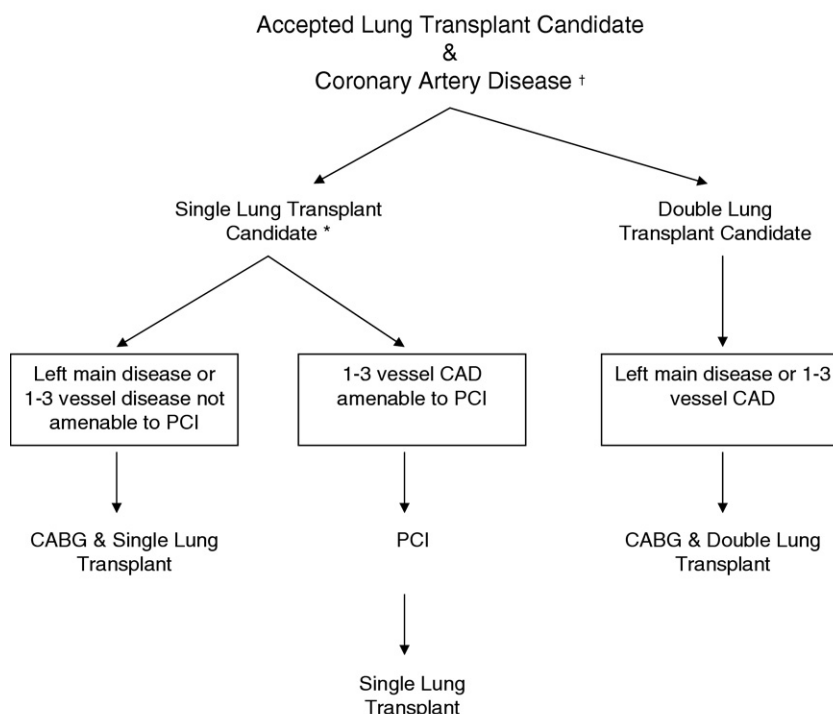 Accepted Lung Transplant Candidate
&
Coronary Artery Disease †
Single Lung Transplant
Candidate *
Double Lung
Transplant Candidate
Left main disease or
1-3 vessel disease not
amenable to PCI
1-3 vessel CAD
amenable to PCI
Left main disease or 1-3
vessel CAD
CABG & Single Lung
Transplant
PCI
CABG & Double Lung
Transplant
Single Lung
Transplant